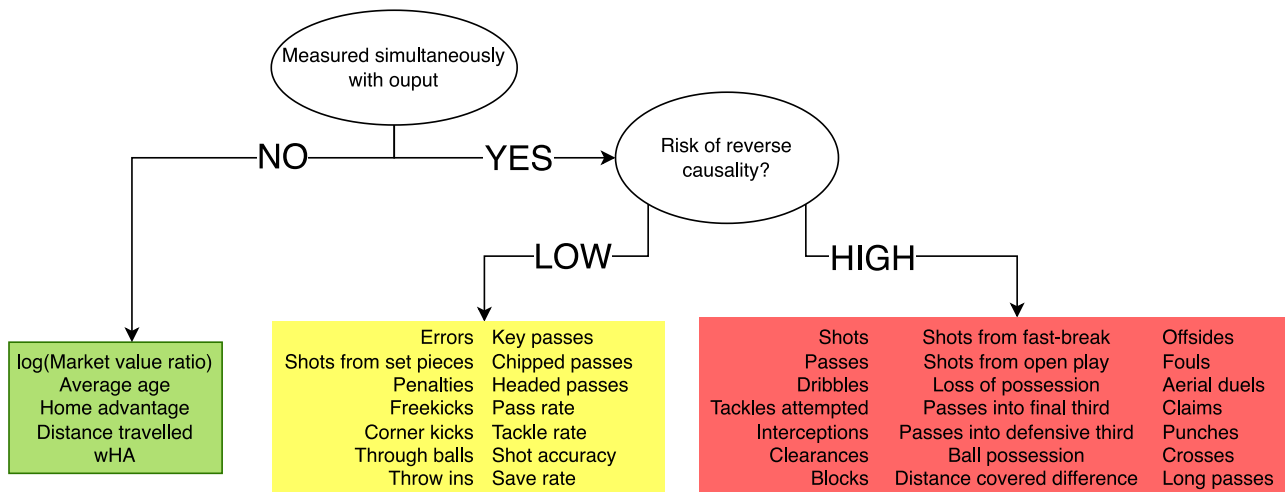 Measured simultaneously
with ouput
NO
YES
Risk of reverse
causality?
LOW
HIGH
log(Market value ratio)
Average age
Home advantage
Distance travelled
wHA
Errors Key passes
Shots from set pieces Chipped passes
Penalties Headed passes
Freekicks Pass rate
Corner kicks Tackle rate
Through balls Shot accuracy
Throw ins Save rate
Shots Shots from fast-break Offsides
Passes Shots from open play Fouls
Dribbles Loss of possession Aerial duels
Tackles attempted Passes into final third Claims
Interceptions Passes into defensive third Punches
Clearances Ball possession Crosses
Blocks Distance covered difference Long passes